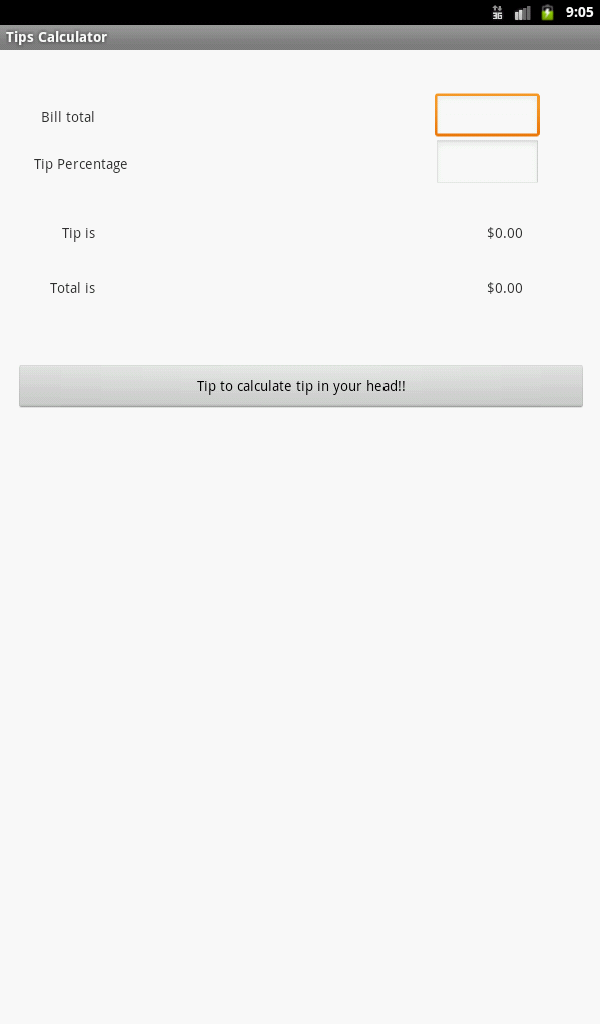 3G 9:05
Tips Calculator
Bill total
Tip Percentage
Tip is $0.00
Total is $0.00
Tip to calculate tip in your head!!